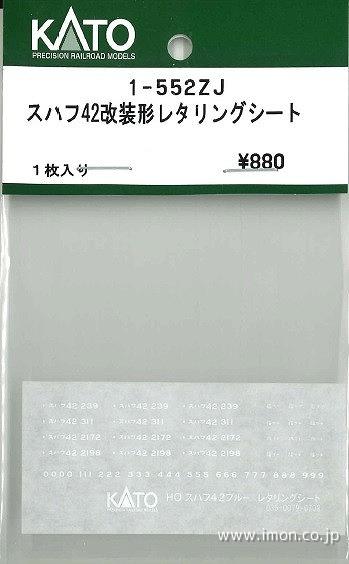 KATO
PRECISION RAILROAD MODELS
1-552ZJ
スハフ42改装形レタリングシート
¥880
1枚入り
・スハフ42 239 ・スハフ42 239 ・スハフ42 239
・スハフ42 311 ・スハフ42 311 ・スハフ42 311
・スハフ42 2172 ・スハフ42 2172 ・スハフ42 2172
・スハフ42 2198 ・スハフ42 2198 ・スハフ42 2198
0000 111 222 333 444 555 666 777 888 999
KATO HO スハフ42ブルー レタリングシート
www.imon.co.jp